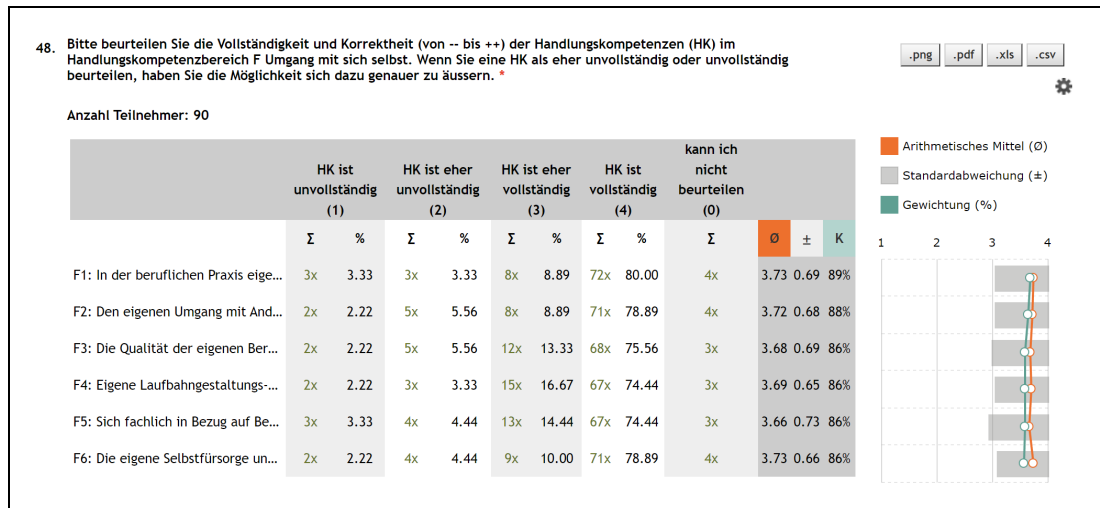 48. Bitte beurteilen Sie die Vollständigkeit und Korrektheit (von -- bis ++) der Handlungskompetenzen (HK) im
Handlungskompetenzbereich F Umgang mit sich selbst. Wenn Sie eine HK als eher unvollständig oder unvollständig
beurteilen, haben Sie die Möglichkeit sich dazu genauer zu äussern. *
.png .pdf .xls .csv
Anzahl Teilnehmer: 90
HK ist unvollständig (1)
HK ist eher unvollständig (2)
HK ist eher vollständig (3)
HK ist vollständig (4)
kann ich nicht beurteilen (0)
Σ % Σ % Σ % Σ % Σ Ø ± K
F1: In der beruflichen Praxis eige... 3x 3.33 3x 3.33 8x 8.89 72x 80.00 4x 3.73 0.69 89%
F2: Den eigenen Umgang mit And... 2x 2.22 5x 5.56 8x 8.89 71x 78.89 4x 3.72 0.68 88%
F3: Die Qualität der eigenen Ber... 2x 2.22 5x 5.56 12x 13.33 68x 75.56 3x 3.68 0.69 86%
F4: Eigene Laufbahngestaltungs-... 2x 2.22 3x 3.33 15x 16.67 67x 74.44 3x 3.69 0.65 86%
F5: Sich fachlich in Bezug auf Be... 3x 3.33 4x 4.44 13x 14.44 67x 74.44 3x 3.66 0.73 86%
F6: Die eigene Selbstfürsorge un... 2x 2.22 4x 4.44 9x 10.00 71x 78.89 4x 3.73 0.66 86%
Arithmetisches Mittel (Ø)
Standardabweichung (±)
Gewichtung (%)
1 2 3 4